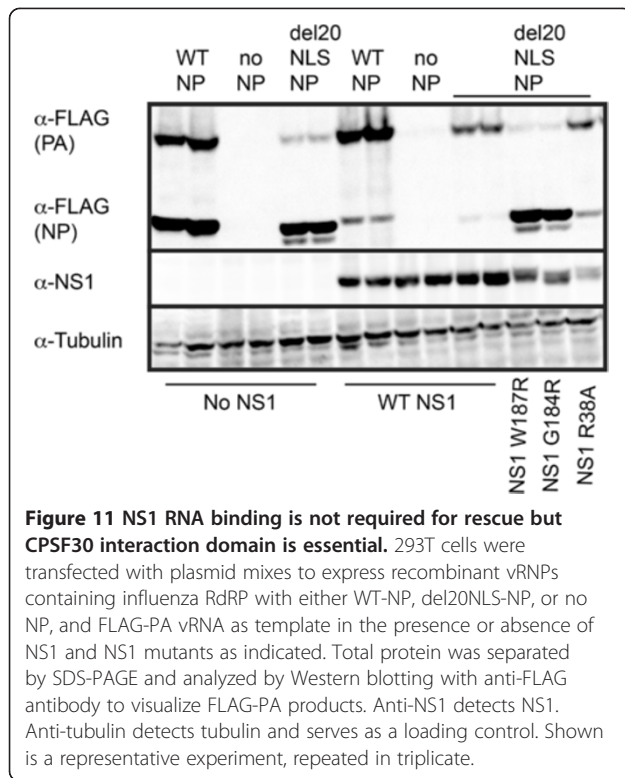 del20
WT no NLS WT no
NP NP NP NP NP
del20
NLS
NP
α-FLAG
(PA)
α-FLAG
(NP)
α-NS1
α-Tubulin
No NS1
WT NS1
NS1 W187R
NS1 G184R
NS1 R38A
Figure 11 NS1 RNA binding is not required for rescue but
CPSF30 interaction domain is essential. 293T cells were
transfected with plasmid mixes to express recombinant vRNPs
containing influenza RdRP with either WT-NP, del20NLS-NP, or no
NP, and FLAG-PA vRNA as template in the presence or absence of
NS1 and NS1 mutants as indicated. Total protein was separated
by SDS-PAGE and analyzed by Western blotting with anti-FLAG
antibody to visualize FLAG-PA products. Anti-NS1 detects NS1.
Anti-tubulin detects tubulin and serves as a loading control. Shown
is a representative experiment, repeated in triplicate.